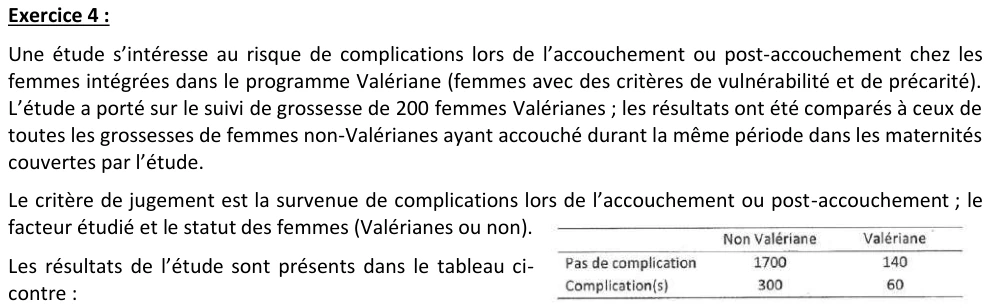 Exercice 4 :
Une étude s’intéresse au risque de complications lors de l’accouchement ou post-accouchement chez les
femmes intégrées dans le programme Valériane (femmes avec des critères de vulnérabilité et de précarité).
L’étude a porté sur le suivi de grossesse de 200 femmes Valérianes ; les résultats ont été comparés à ceux de
toutes les grossesses de femmes non-Valérianes ayant accouché durant la même période dans les maternités
couvertes par l’étude.
Le critère de jugement est la survenue de complications lors de l’accouchement ou post-accouchement ; le
facteur étudié et le statut des femmes (Valérianes ou non).
Les résultats de l’étude sont présents dans le tableau ci-
contre :
Non Valériane Valériane
Pas de complication 1700 140
Complication(s) 300 60